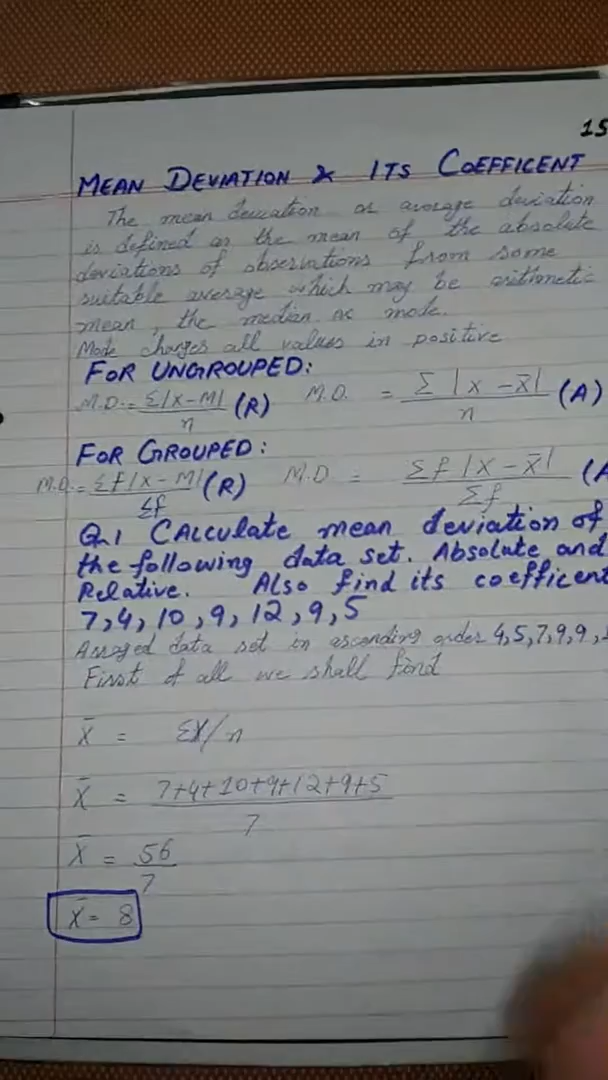 15
MEAN DEVIATION & ITS COEFFICENT
The mean deviation or average deviation
is defined as the mean of the absolute
deviations of observations from some
suitable average which may be arithmetic
mean, the median or mode.
Mode changes all values in positive
FOR UNGROUPED:
M.D. = Σ|X-M|/n (R) M.D. = Σ|X-X̄|/n (A)
FOR GROUPED:
M.D. = Σf|X-M|/Σf (R) M.D = Σf|X-X̄|/Σf (A
Q.1 CALculate mean deviation of
the following data set. Absolute and
Relative. Also find its coefficent
7,4,10,9,12,9,5
data set in ascending order 4,5,7,9,9,
First of all we shall find
X̄ = ΣX/n
X̄ = 7+4+10+9+12+9+5/7
X̄ = 56/7
X̄ = 8